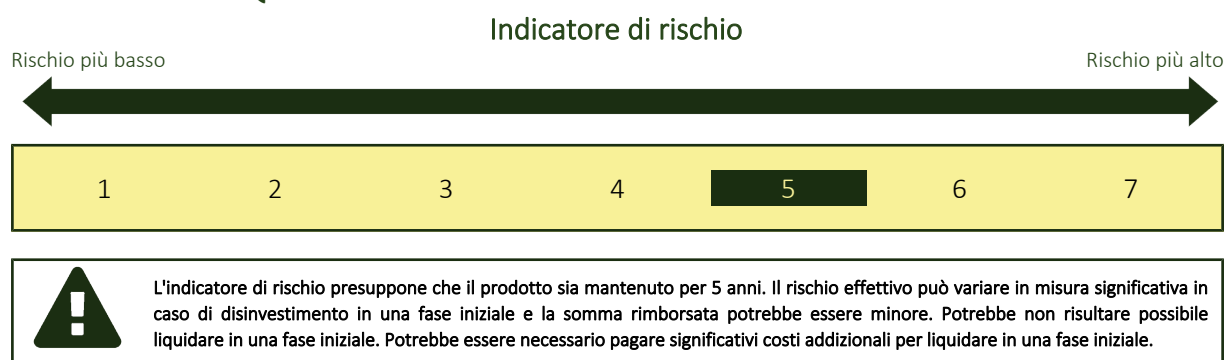 Indicatore di rischio
Rischio più basso
Rischio più alto
1 2 3 4 5 6 7
L'indicatore di rischio presuppone che il prodotto sia mantenuto per 5 anni. Il rischio effettivo può variare in misura significativa in
caso di disinvestimento in una fase iniziale e la somma rimborsata potrebbe essere minore. Potrebbe non risultare possibile
liquidare in una fase iniziale. Potrebbe essere necessario pagare significativi costi addizionali per liquidare in una fase iniziale.